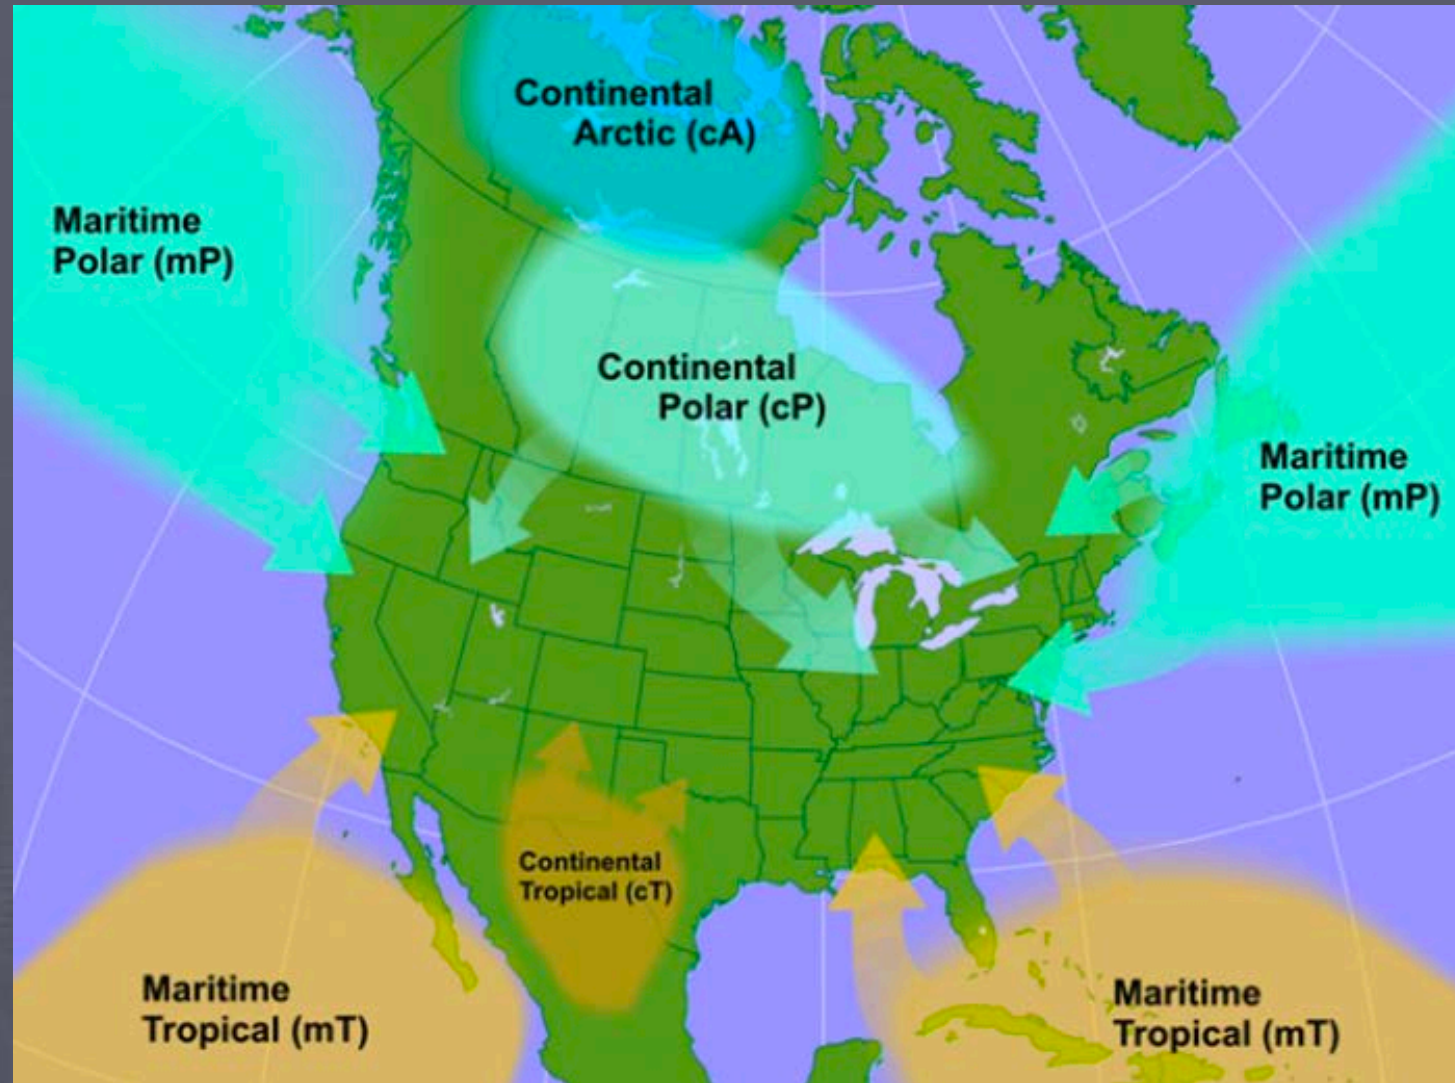 Continental
Arctic (cA)
Maritime
Polar (mP)
Continental
Polar (cP)
Maritime
Polar (mP)
Continental
Tropical (cT)
Maritime
Tropical (mT)
Maritime
Tropical (mT)